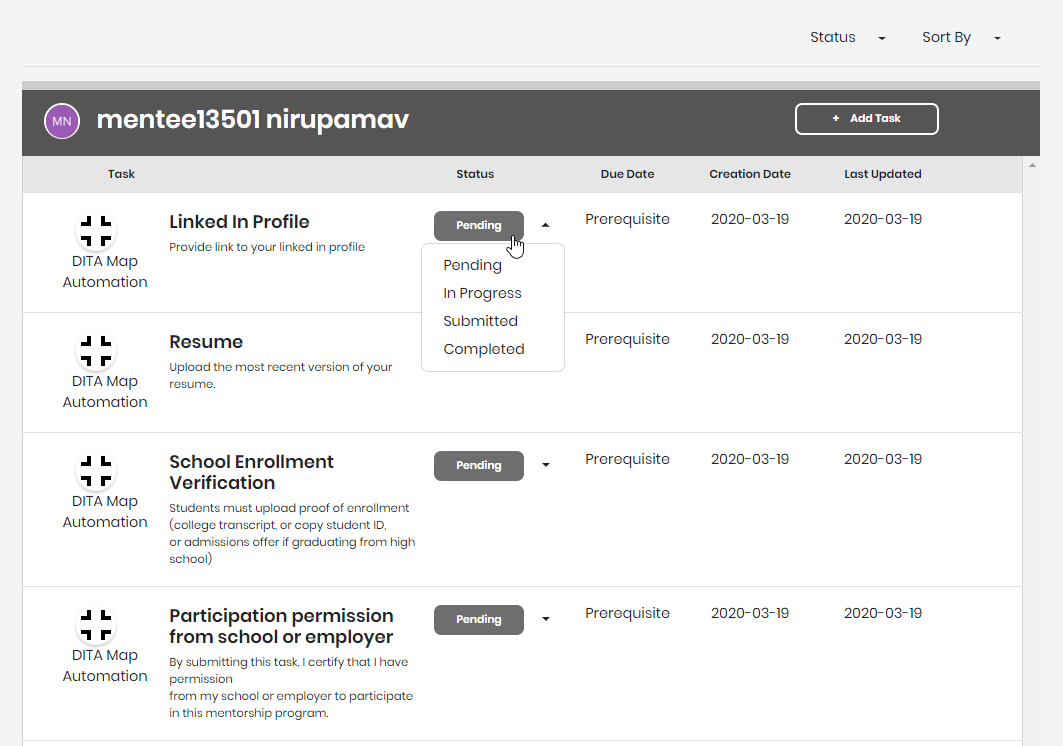 Status
Sort By
MN
mentee13501 nirupamav
+ Add Task
Task
Status
Due Date
Creation Date
Last Updated
DITA Map
Automation
Linked In Profile
Provide link to your linked in profile
Pending
Pending
In Progress
Submitted
Completed
Prerequisite
2020-03-19
2020-03-19
DITA Map
Automation
Resume
Upload the most recent version of your
resume.
Prerequisite
2020-03-19
2020-03-19
DITA Map
Automation
School Enrollment
Verification
Students must upload proof of enrollment
(college transcript, or copy student ID,
or admissions offer if graduating from high
school)
Pending
Prerequisite
2020-03-19
2020-03-19
DITA Map
Automation
Participation permission
from school or employer
By submitting this task, I certify that I have
permission
from my school or employer to participate
in this mentorship program.
Pending
Prerequisite
2020-03-19
2020-03-19